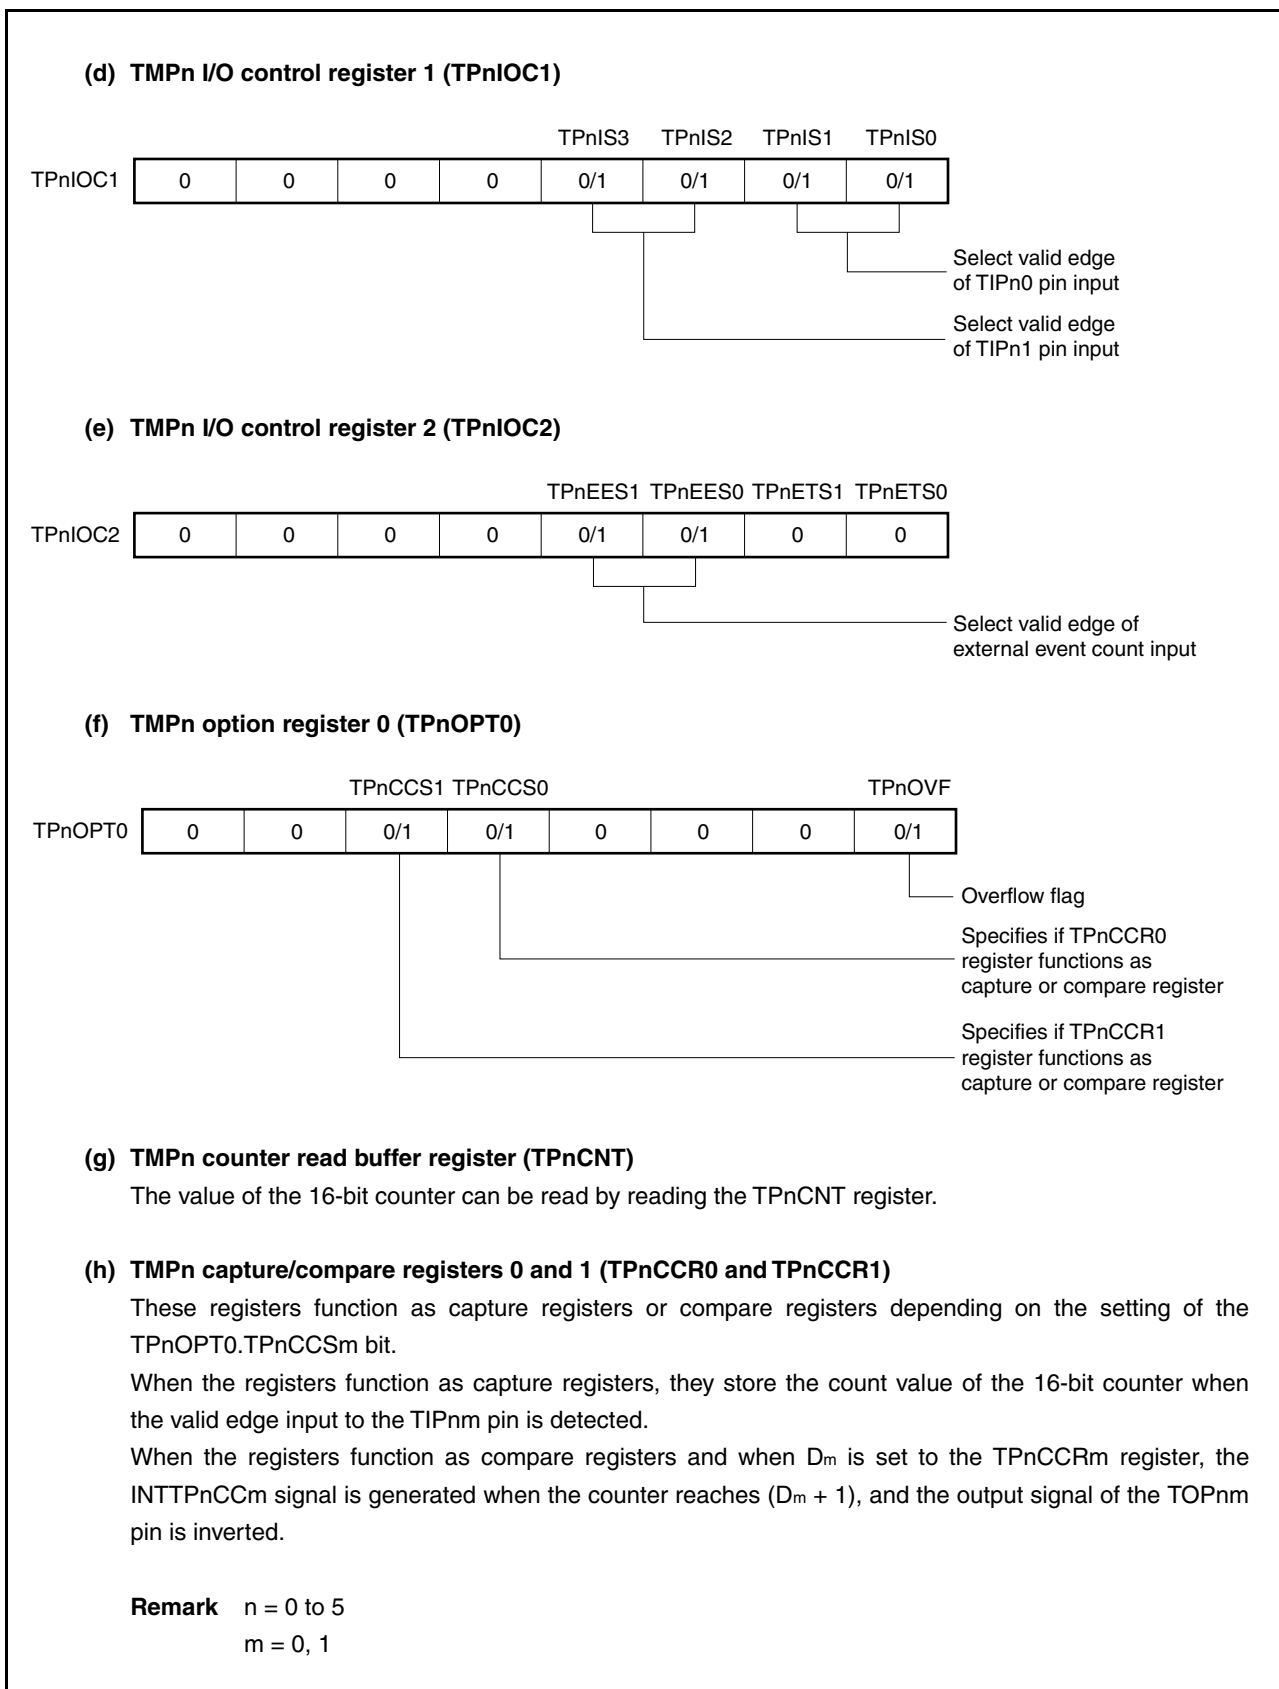 (d) TMPn I/O control register 1 (TPnIOC1)
TPnIS3 TPnIS2 TPnIS1 TPnIS0
TPnIOC1 0 0 0 0 0/1 0/1 0/1 0/1
Select valid edge
of TIPn0 pin input
Select valid edge
of TIPn1 pin input
(e) TMPn I/O control register 2 (TPnIOC2)
TPnEES1 TPnEES0 TPnETS1 TPnETS0
TPnIOC2 0 0 0 0 0/1 0/1 0 0
Select valid edge of
external event count input
(f) TMPn option register 0 (TPnOPT0)
TPnCCS1 TPnCCS0 TPnOVF
TPnOPT0 0 0 0/1 0/1 0 0 0 0/1
Overflow flag
Specifies if TPnCCR0
register functions as
capture or compare register
Specifies if TPnCCR1
register functions as
capture or compare register
(g) TMPn counter read buffer register (TPnCNT)
The value of the 16-bit counter can be read by reading the TPnCNT register.
(h) TMPn capture/compare registers 0 and 1 (TPnCCR0 and TPnCCR1)
These registers function as capture registers or compare registers depending on the setting of the
TPnOPT0.TPnCCSm bit.
When the registers function as capture registers, they store the count value of the 16-bit counter when
the valid edge input to the TIPnm pin is detected.
When the registers function as compare registers and when Dm is set to the TPnCCRm register, the
INTTPnCCm signal is generated when the counter reaches (Dm + 1), and the output signal of the TOPnm
pin is inverted.
Remark n = 0 to 5
m = 0, 1